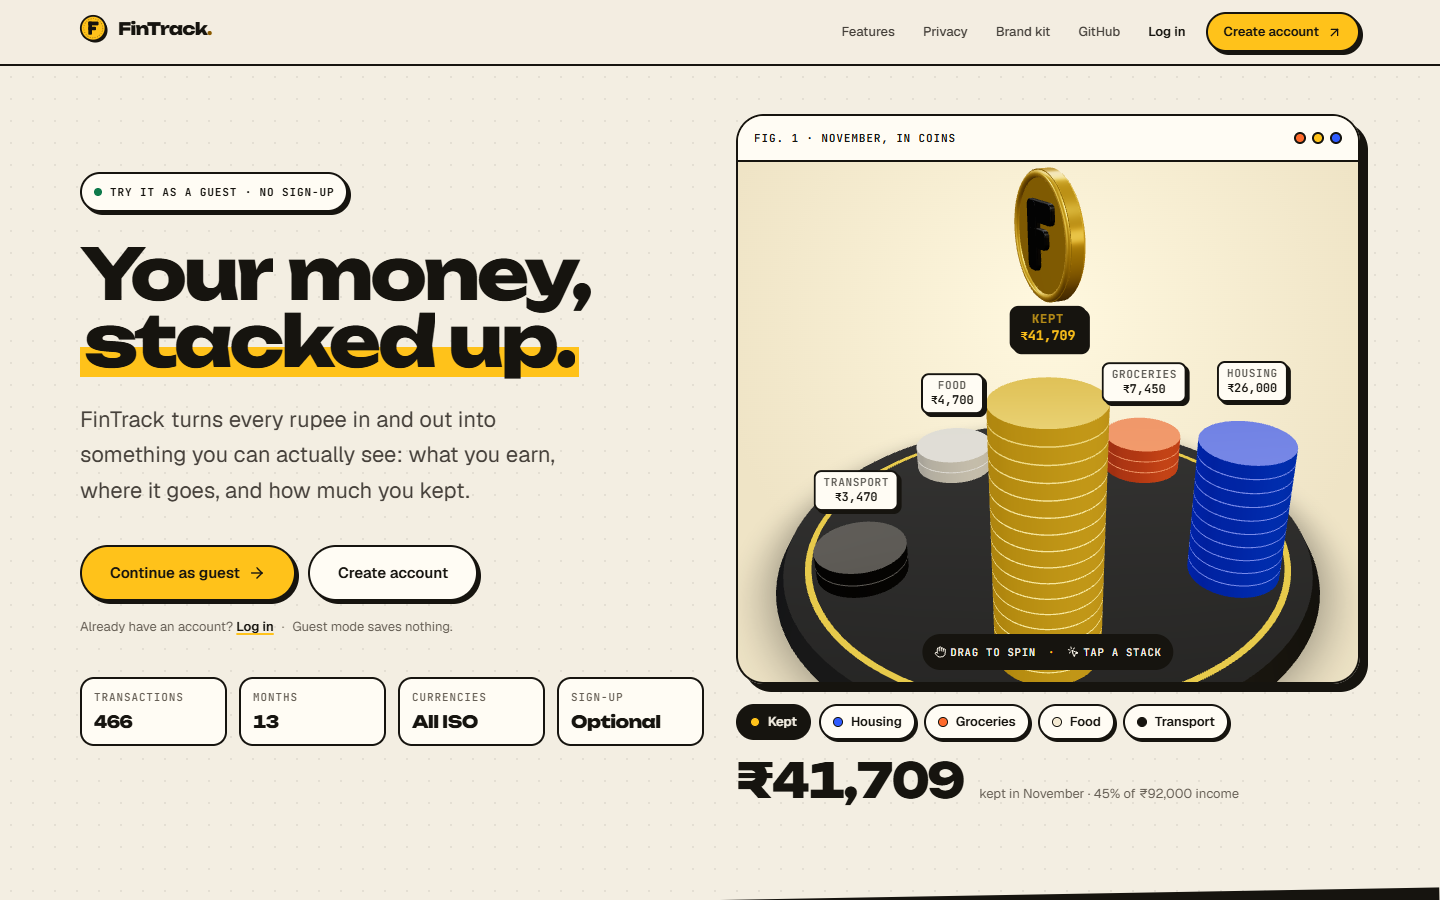 F FinTrack.
Features Privacy Brand kit GitHub Log in Create account
TRY IT AS A GUEST · NO SIGN-UP
Your money,
stacked up.
FinTrack turns every rupee in and out into
something you can actually see: what you earn,
where it goes, and how much you kept.
Continue as guest
Create account
Already have an account? Log in · Guest mode saves nothing.
TRANSACTIONS
466
MONTHS
13
CURRENCIES
All ISO
SIGN-UP
Optional
FIG. 1 · NOVEMBER, IN COINS
F
KEPT
₹41,709
FOOD
₹4,700
GROCERIES
₹7,450
HOUSING
₹26,000
TRANSPORT
₹3,470
DRAG TO SPIN · TAP A STACK
Kept Housing Groceries Food Transport
₹41,709 kept in November · 45% of ₹92,000 income